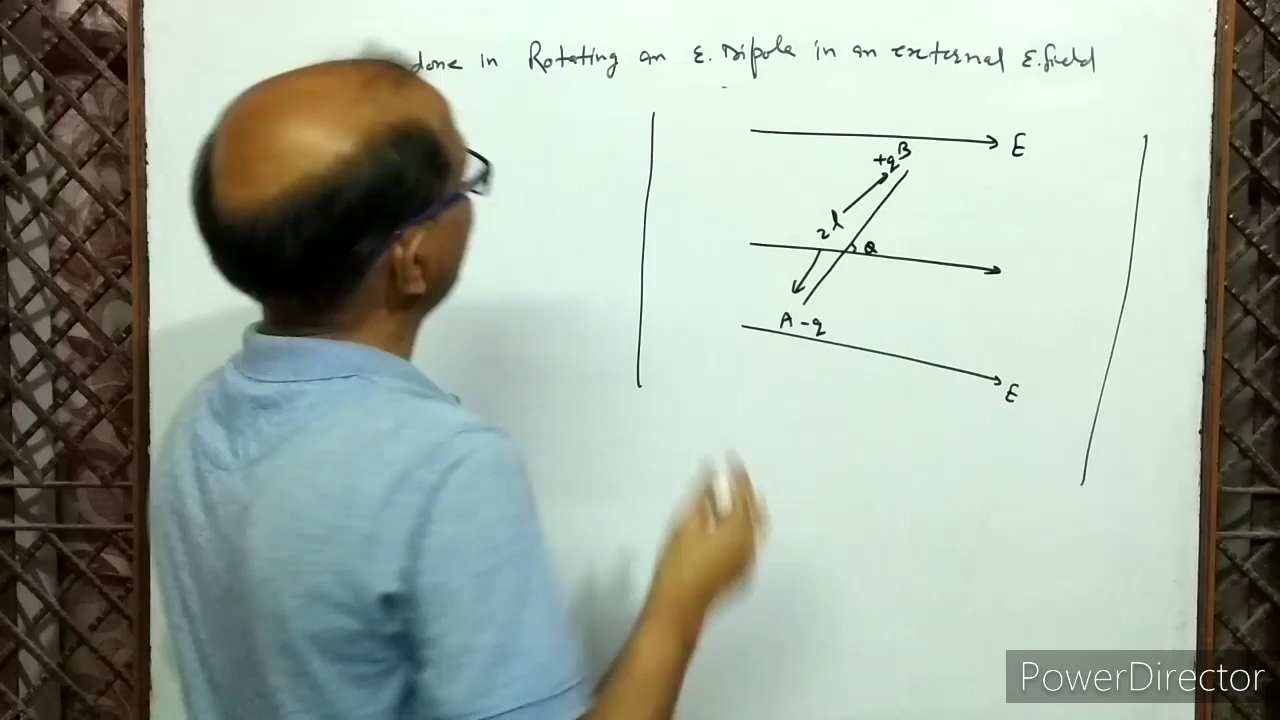 done in Rotating an E. Dipole in an external E. field
E
+q B
2l
θ
A -q
E
PowerDirector